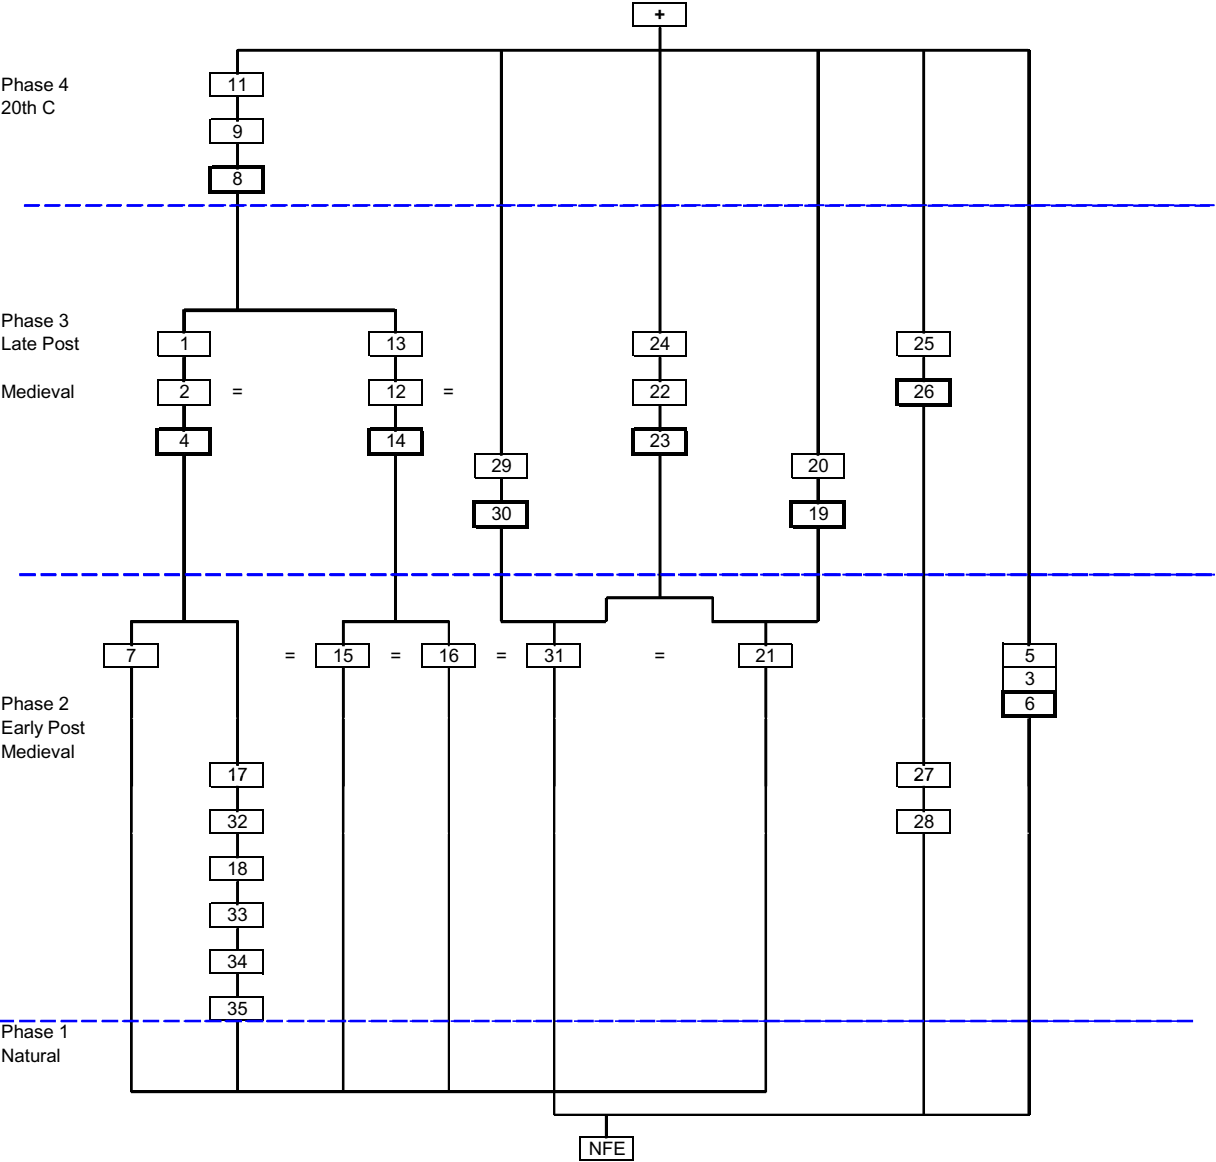 +
Phase 4
11
20th C
9
8
Phase 3
Late Post
1
13
24
25
Medieval
2 =
12 =
22
26
4
14
23
29
20
30
19
7
= 15 = 16 = 31 = 21
5
3
6
Phase 2
Early Post
Medieval
17
27
32
28
18
33
34
35
Phase 1
Natural
NFE